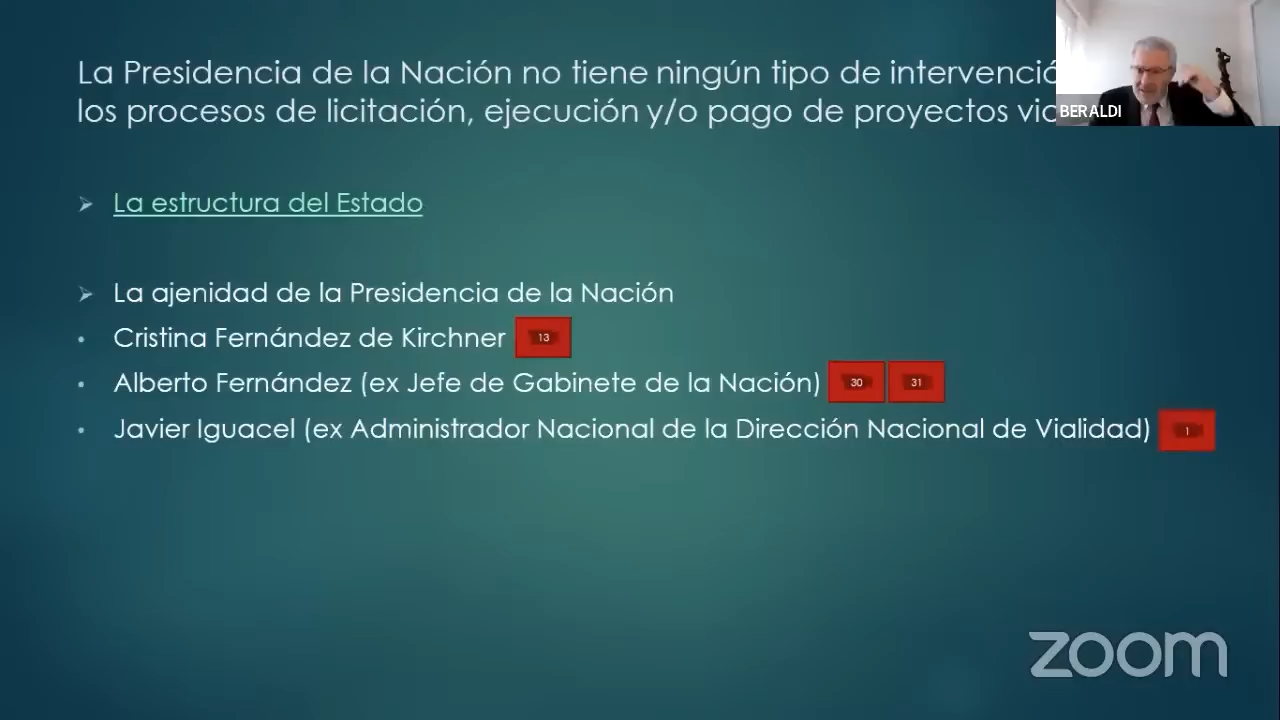 La Presidencia de la Nación no tiene ningún tipo de
los procesos de licitación, ejecución y/o pago de proyectos
BERALDI
La estructura del Estado
La ajenidad de la Presidencia de la Nación
Cristina Fernández de Kirchner 13
Alberto Fernández (ex Jefe de Gabinete de la Nación) 30 31
Javier Iguacel (ex Administrador Nacional de la Dirección Nacional de Vialidad) 1
zoom